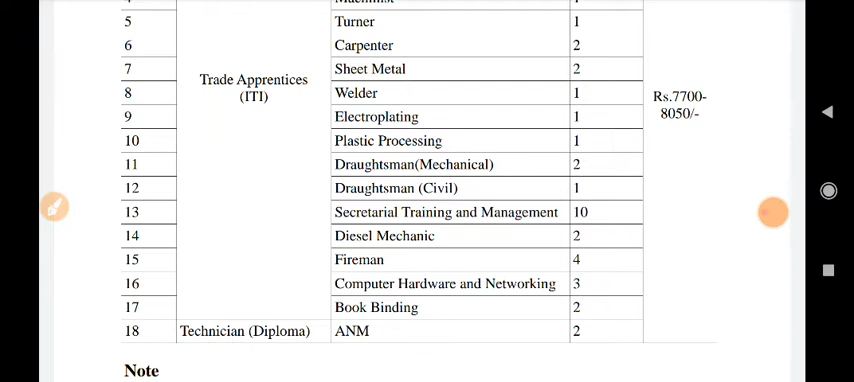 5 Turner 1
6 Carpenter 2
7 Sheet Metal 2
Trade Apprentices
(ITI)
8 Welder 1
Rs.7700-
8050/-
9 Electroplating 1
10 Plastic Processing 1
11 Draughtsman(Mechanical) 2
12 Draughtsman (Civil) 1
13 Secretarial Training and Management 10
14 Diesel Mechanic 2
15 Fireman 4
16 Computer Hardware and Networking 3
17 Book Binding 2
18 Technician (Diploma) ANM 2
Note